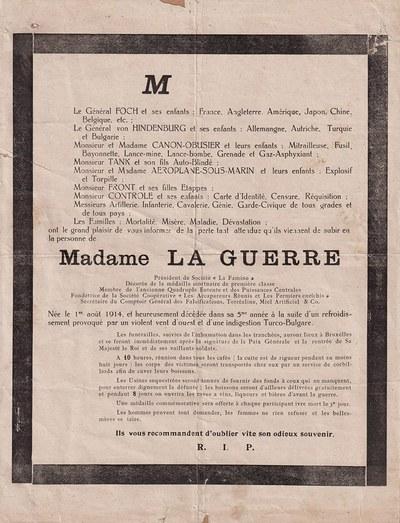 M
Le Général FOCH et ses enfants : France, Angleterre, Amérique, Japon, Chine,
Belgique, etc. ;
Le Général von HINDENBURG et ses enfants : Allemagne, Autriche, Turquie
et Bulgarie ;
Monsieur et Madame CANON-OBUSIER et leurs enfants : Mitrailleuse, Fusil,
Bayonnette, Lance-mine, Lance-bombe, Grenade et Gaz-Asphyxiant ;
Monsieur TANK et son fils Auto-Blindé ;
Monsieur et Madame AEROPLANE-SOUS-MARIN et leurs enfants : Explosif
et Torpille ;
Monsieur FRONT et ses filles Etappes ;
Monsieur CONTROLE et ses enfants : Carte d'Identité, Censure, Réquisition ;
Messieurs Artillerie, Infanterie, Cavalerie, Génie, Garde-Civique de tous grades et
de tous pays ;
Les Familles : Mortalité, Misère, Maladie, Dévastation ;
ont le grand plaisir de vous informer de la perte tant attendue qu'ils viennent de subir en
la personne de
Madame LA GUERRE
Président de Société « La Famine »
Décorée de la médaille mortuaire de première classe
Membre de l'ancienne Quadruple Entente et des Puissances Centrales
Fondatrice de la Société Coopérative « Les Accapareurs Réunis et Les Fermiers enrichis »
Secrétaire du Comptoir Général des Falsifications, Torréaline, Miel Artificiel & Co.
Née le 1er août 1914, et heureusement décédée dans sa 5me année à la suite d'un refroidis-
sement provoqué par un violent vent d'ouest et d'une indigestion Turco-Bulgare.
Les funérailles, suivies de l'inhumation dans les tranchées, auront lieu à Bruxelles
et se feront immédiatement après la signature de la Paix Générale et la rentrée de Sa
Majesté le Roi et de ses vaillants soldats.
A 10 heures, réunion dans tous les cafés ; la cuite est de rigueur pendant au moins
huit jours ; les corps des victimes seront transportés chez eux par un service de corbil-
lards afin de cuver leurs boissons.
Les Usines sequestrées seront tenues de fournir des fonds à ceux qui en manquent,
pour enterrer dignement la défunte ; les boissons seront d'ailleurs délivrées gratuitement
et pendant 8 jours on ouvrira les caves à vins, liqueurs et bières d'avant la guerre.
Une médaille commémorative sera offerte à chaque participant ivre mort le 3e jour.
Les hommes peuvent tout demander, les femmes ne rien refuser et les belles-
mères se taire.
Ils vous recommandent d'oublier vite son odieux souvenir.
R. I. P.